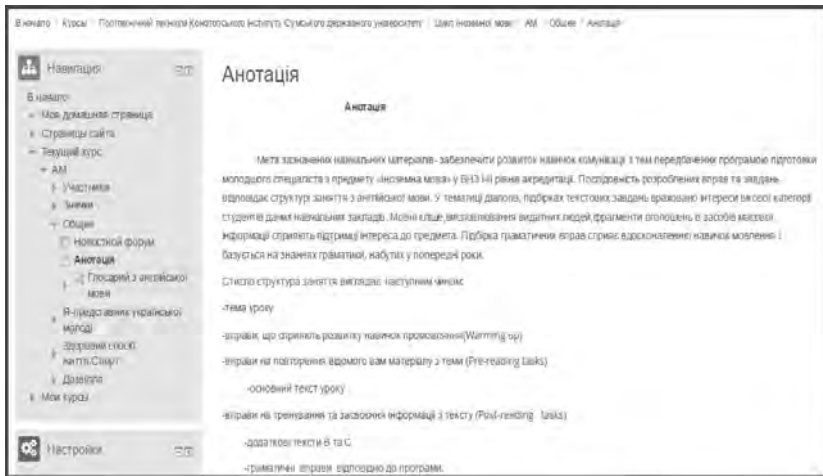 В начало Курсы Политехнічний технікум Конотопського інституту Сумського державного університету Цикл іноземної мови АМ Общее Анотація
Навигация
В начало
Моя домашняя страница
Страницы сайта
Текущий курс
АМ
Участники
Значки
Общее
Новостной форум
Анотація
Глосарий з англійської
мови
Я-представник української
молоді
Здоровий спосіб
життя.Спорт
Дозвілля
Мои курсы
Настройки
Анотація
Анотація
Мета зазначених навчальних матеріалів- забезпечити розвиток навичок комунікації з тем передбачених програмою підготовки
молодшого спеціаліста з предмету «Іноземна мова» у ВНЗ І-ІІ рівня акредитації. Послідовність розроблених вправ та завдань
відповідає структурі заняття з англійської мови. У тематиці діалогів, підбірках текстових завдань враховано інтереси вікової категорії
студентів даних навчальних закладів. Мовні кліше, висловлювання видатних людей, фрагменти оголошень в засобів масової
інформації сприяють підтримці інтереса до предмета. Підбірка граматичних вправ сприяє вдосконаленню навичок мовлення і
базується на знаннях граматики, набутих у попередні роки.
Стисло структура заняття виглядає наступним чином:
-тема уроку
-вправи, що сприяють розвитку навичок промовляння(Warming up)
-вправи на повторення відомого вам матеріалу з теми (Pre-reading tasks)
-основний текст уроку
-вправи на тренування та засвоєння інформації з тексту (Post-reading tasks)
-додаткові тексти В та С
-граматичні вправи відповідно до програми.